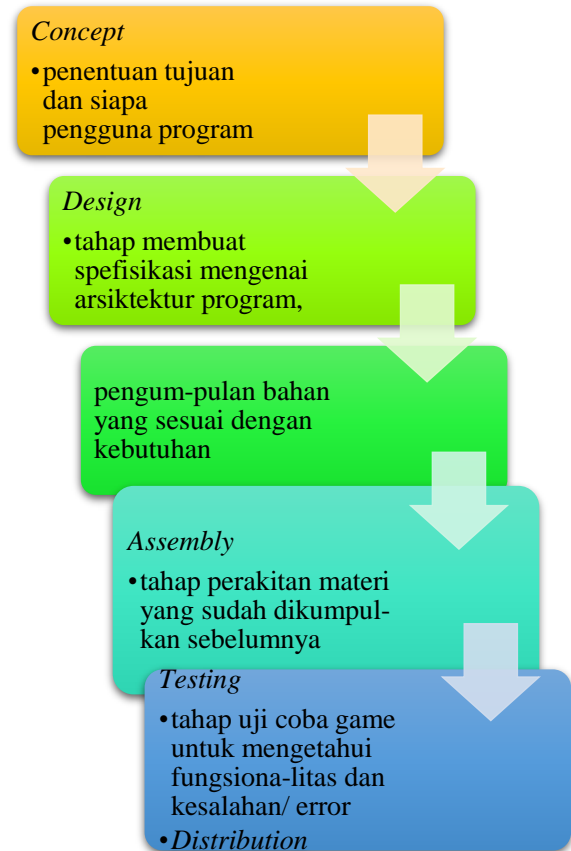 Concept
•penentuan tujuan
dan siapa
pengguna program
Design
•tahap membuat
spefisikasi mengenai
arsiktektur program,
pengum-pulan bahan
yang sesuai dengan
kebutuhan
Assembly
•tahap perakitan materi
yang sudah dikumpul-
kan sebelumnya
Testing
•tahap uji coba game
untuk mengetahui
fungsiona-litas dan
kesalahan/ error
•Distribution